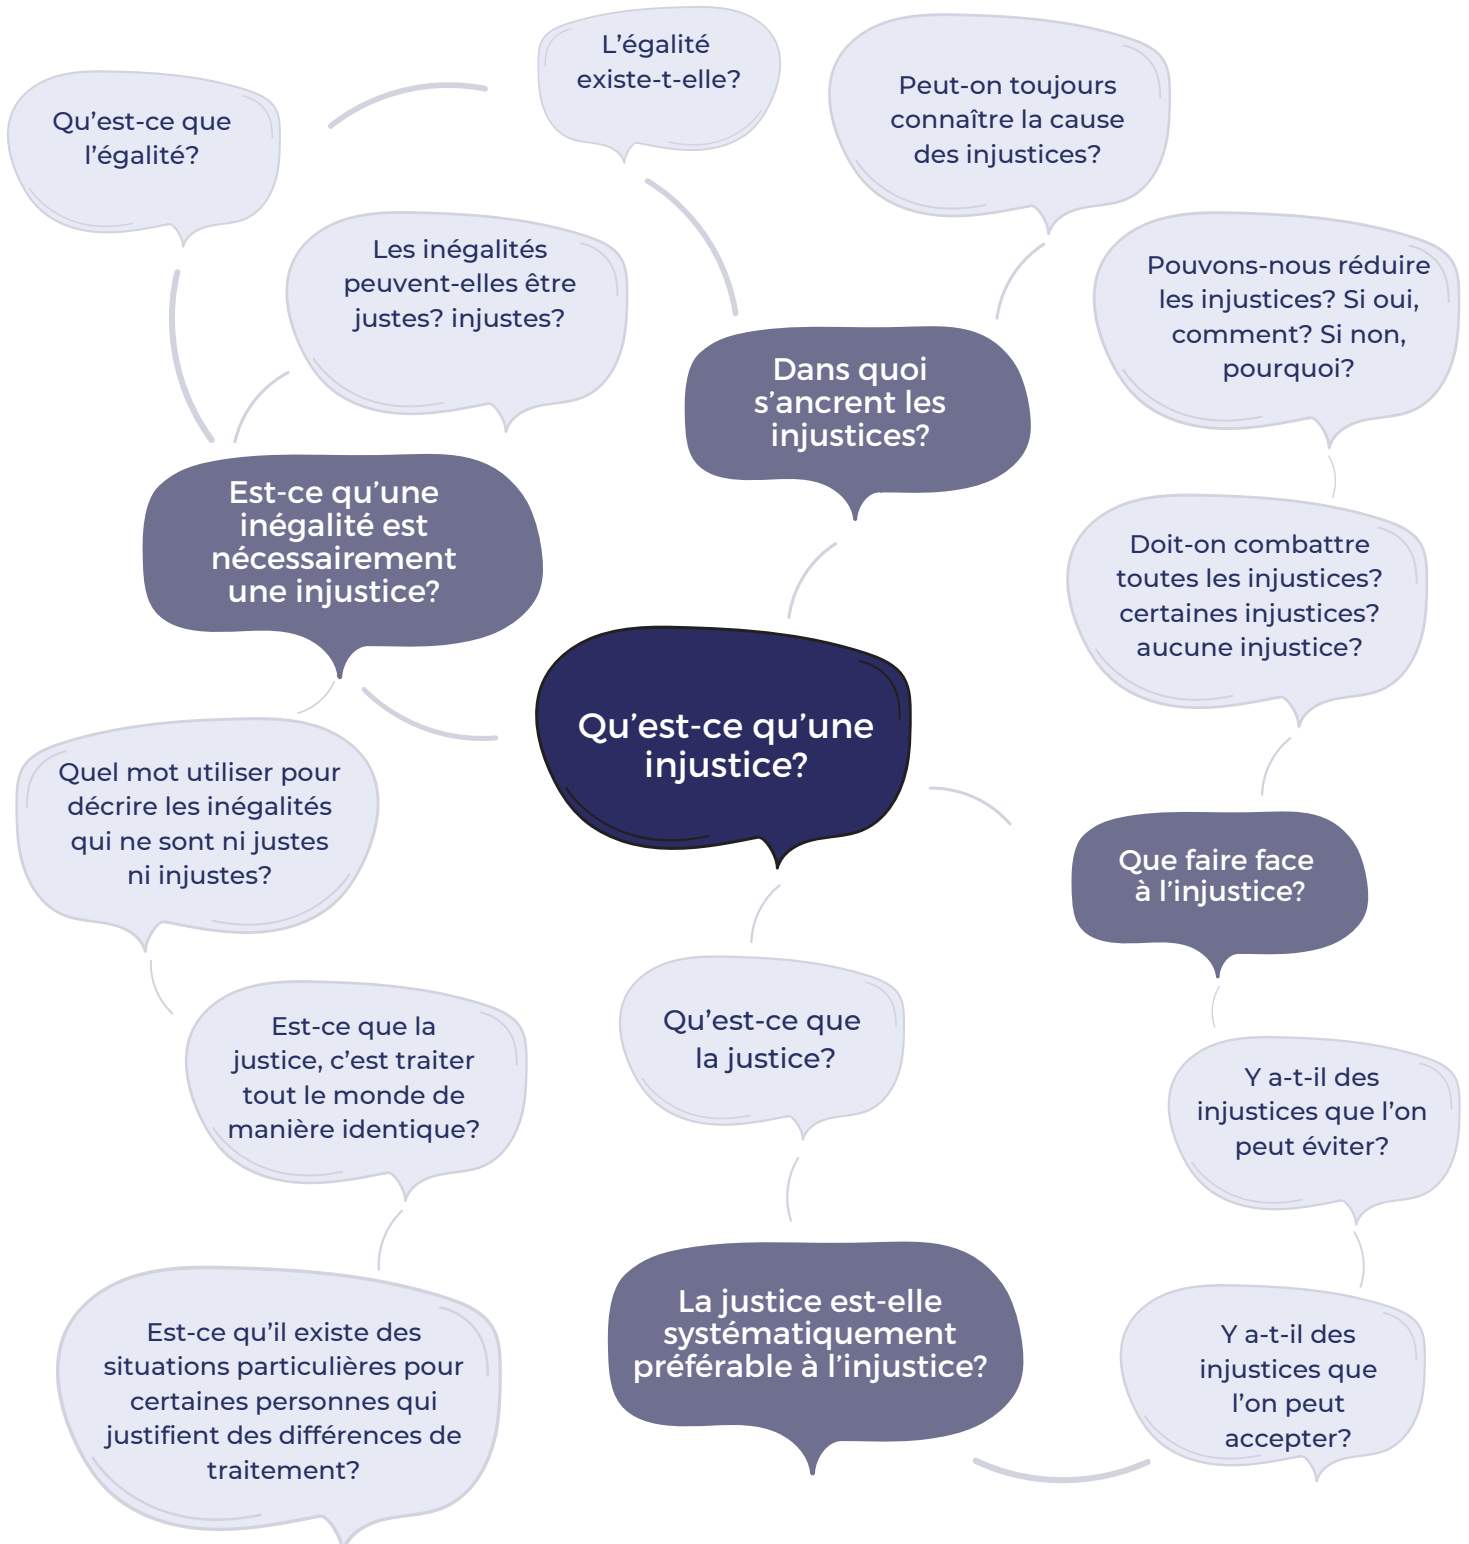 L’égalité
existe-t-elle?
Qu’est-ce que
l’égalité?
Peut-on toujours
connaître la cause
des injustices?
Les inégalités
peuvent-elles être
justes? injustes?
Pouvons-nous réduire
les injustices? Si oui,
comment? Si non,
pourquoi?
Dans quoi
s’ancrent les
injustices?
Est-ce qu’une
inégalité est
nécessairement
une injustice?
Doit-on combattre
toutes les injustices?
certaines injustices?
aucune injustice?
Qu’est-ce qu’une
injustice?
Quel mot utiliser pour
décrire les inégalités
qui ne sont ni justes
ni injustes?
Que faire face
à l’injustice?
Est-ce que la
justice, c’est traiter
tout le monde de
manière identique?
Qu’est-ce que
la justice?
Y a-t-il des
injustices que l’on
peut éviter?
Est-ce qu’il existe des
situations particulières pour
certaines personnes qui
justifient des différences de
traitement?
La justice est-elle
systématiquement
préférable à l’injustice?
Y a-t-il des
injustices que
l’on peut
accepter?